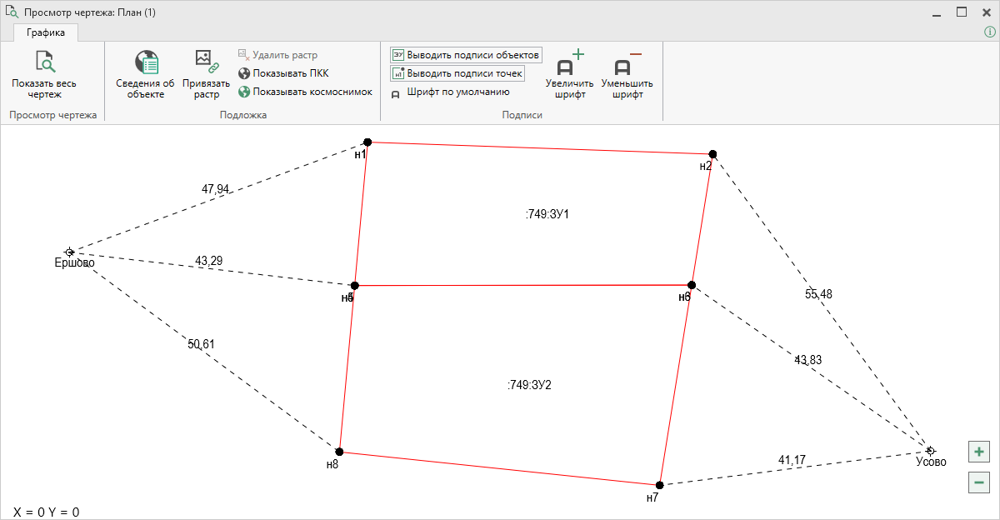 Просмотр чертежа: План (1)
Графика
Показать весь
чертеж
Просмотр чертежа
Сведения об
объекте
Привязать
растр
Удалить растр
Показывать ПКК
Показывать космоснимок
Подложка
ЗУ Выводить подписи объектов
н1 Выводить подписи точек
Шрифт по умолчанию
Увеличить
шрифт
Уменьшить
шрифт
Подписи
н1
н2
47,94
:749:ЗУ1
Ершово
43,29
55,48
50,61
43,83
:749:ЗУ2
н8
41,17
Усово
н7
X = 0 Y = 0